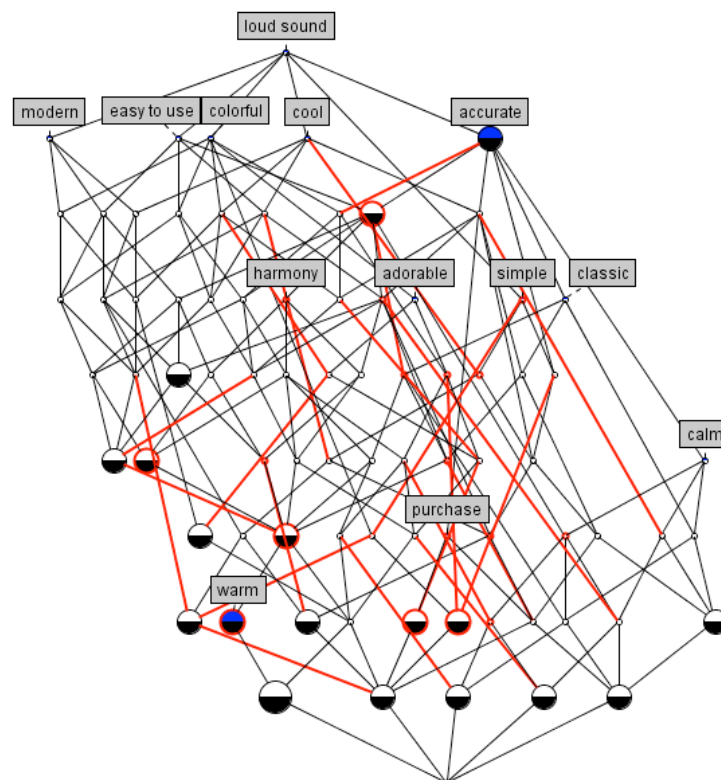 loud sound
modern
easy to use
colorful
cool
accurate
harmony
adorable
simple
classic
calm
purchase
warm